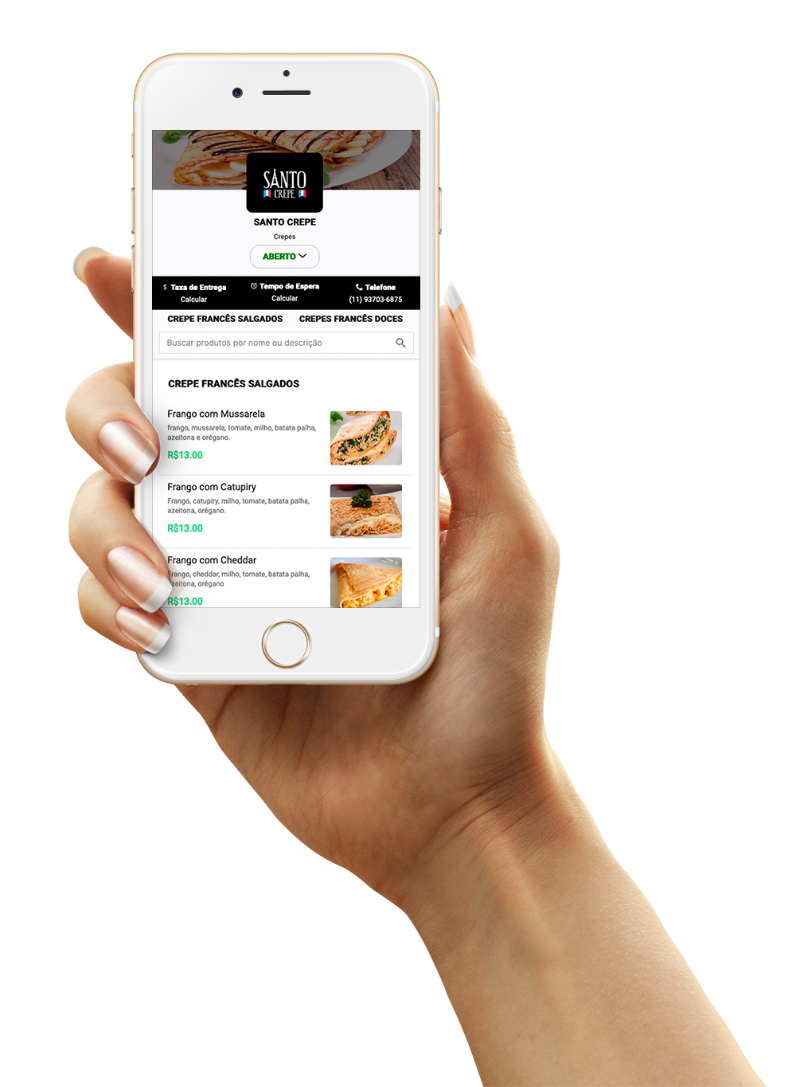 SANTO
CREPE
SANTO CREPE
Crepes
ABERTO
$ Taxa de Entrega
Calcular
Tempo de Espera
Calcular
Telefone
(11) 93703-6875
CREPE FRANCÊS SALGADOS CREPES FRANCÊS DOCES
Buscar produtos por nome ou descrição
CREPE FRANCÊS SALGADOS
Frango com Mussarela
frango, mussarela, tomate, milho, batata palha,
azeitona e orégano.
R$13.00
Frango com Catupiry
Frango, catupiry, milho, tomate, batata palha,
azeitona, orégano.
R$13.00
Frango com Cheddar
Frango, cheddar, milho, tomate, batata palha,
azeitona, orégano
R$13.00